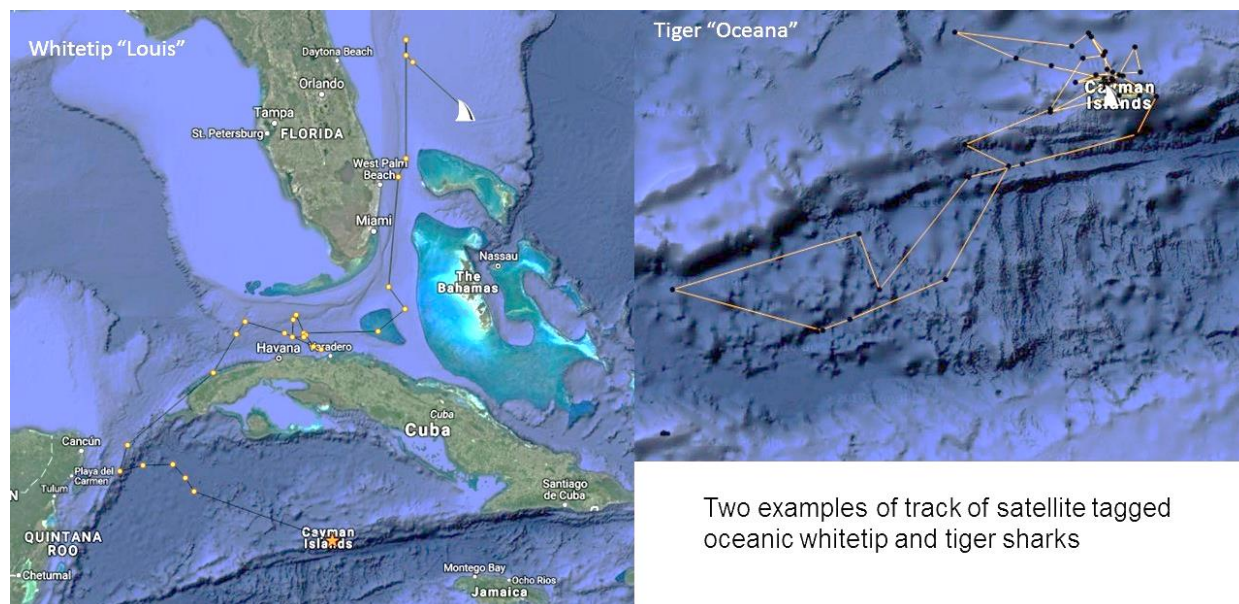 Whitetip “Louis”
Daytona Beach
Orlando
Tampa
St. Petersburg
FLORIDA
West Palm
Beach
Miami
Nassau
The
Bahamas
Havana
Cuba
Cuba
Cancún
Playa del
Carmen
Tulum
Santiago
de Cuba
QUINTANA
ROO
Cayman
Islands
Chetumal
Montego Bay
Ocho Rios
Jamaica
Tiger “Oceana”
Cayman
Islands
Two examples of track of satellite tagged
oceanic whitetip and tiger sharks